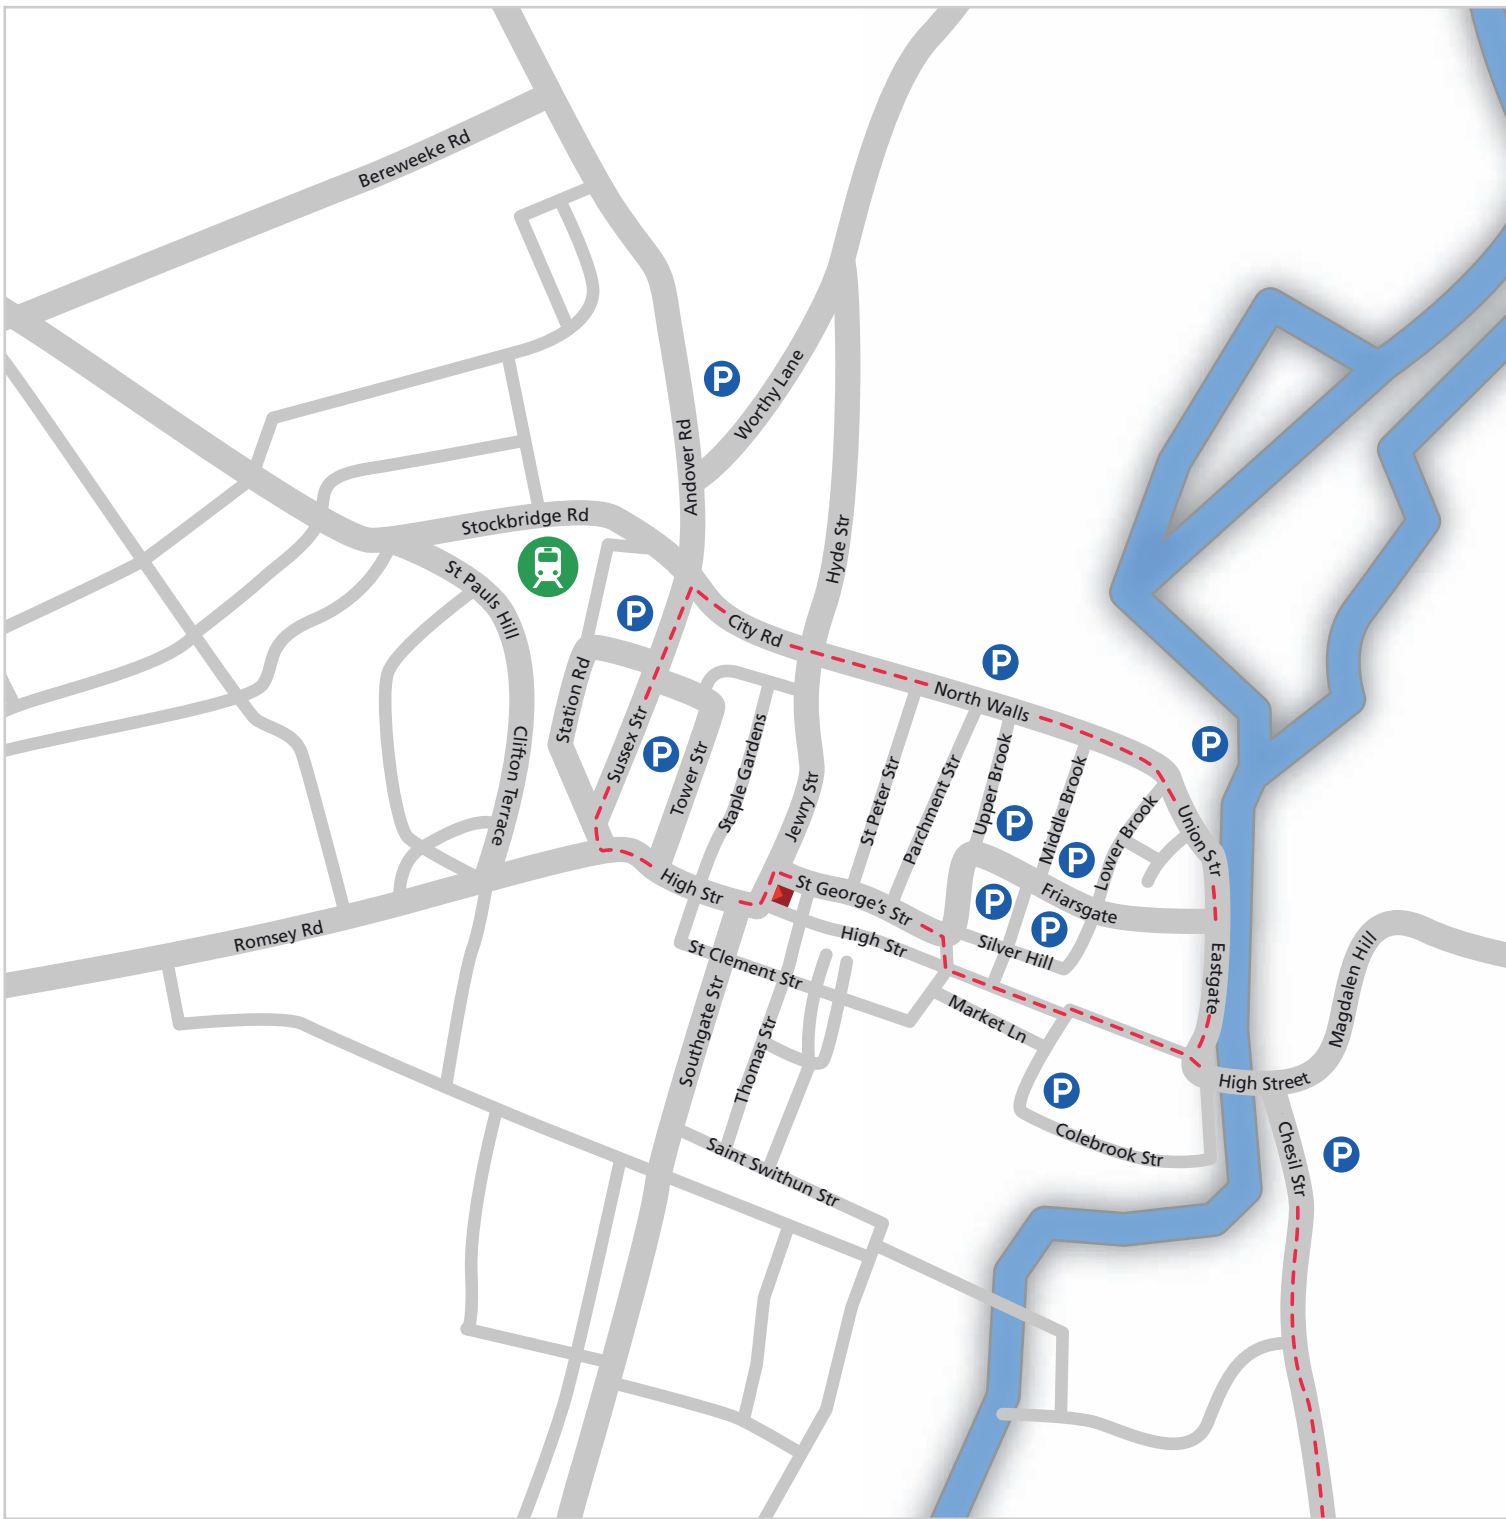 Bereweeke Rd
P
Worthy Lane
Andover Rd
Stockbridge Rd
Hyde Str
St Pauls Hill
P
City Rd
P
North Walls
Station Rd
Sussex Str
P
Tower Str
Staple Gardens
Clifton Terrace
Jewry Str
St Peter Str
Parchment Str
Upper Brook
P
Middle Brook
P
Lower Brook
P
Union Str
High Str
St George's Str
P
Friarsgate
P
Silver Hill
High Str
Romsey Rd
St Clement Str
Eastgate
Magdalen Hill
Southgate Str
Thomas Str
Market Ln
P
High Street
Colebrook Str
Chesil Str
P
Saint Swithun Str